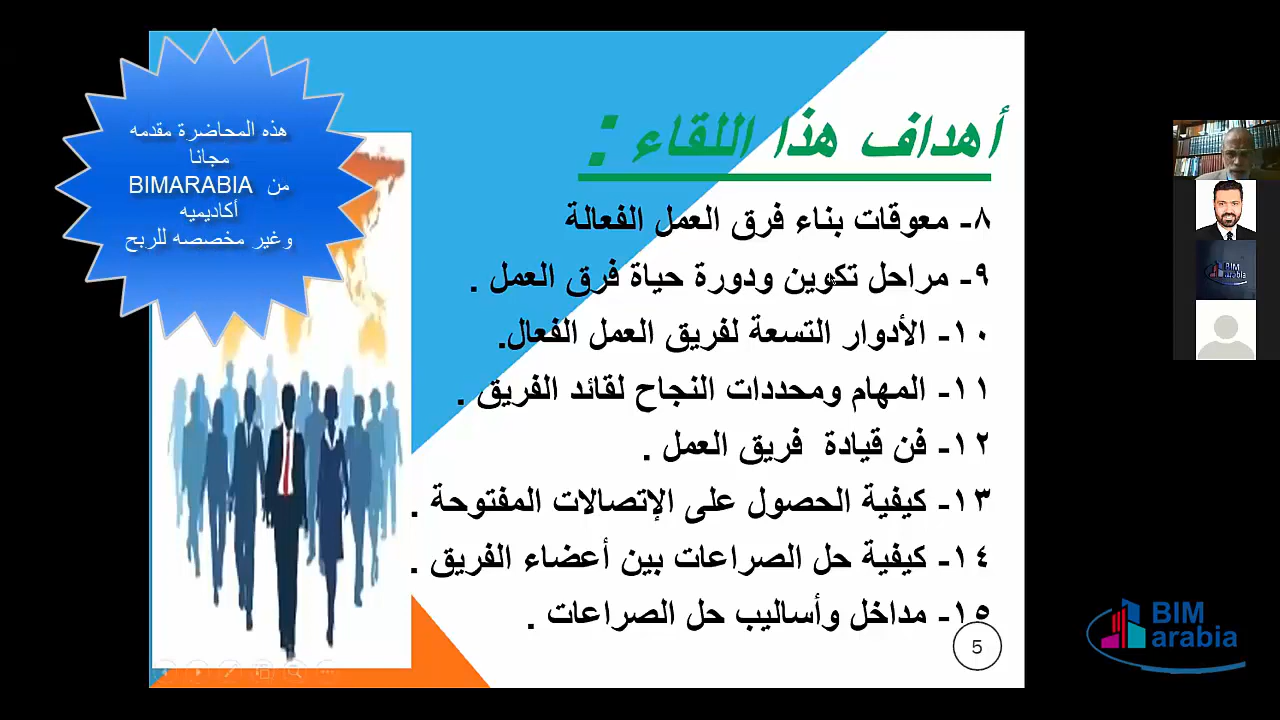 هذه المحاضرة مقدمه
مجانا
من BIMARABIA
أكاديميه
وغير مخصصه للربح
أهداف هذا اللقاء :
٨- معوقات بناء فرق العمل الفعالة
٩- مراحل تكوين ودورة حياة فرق العمل .
١٠- الأدوار التسعة لفريق العمل الفعال.
١١- المهام ومحددات النجاح لقائد الفريق .
١٢- فن قيادة فريق العمل .
١٣- كيفية الحصول على الإتصالات المفتوحة .
١٤- كيفية حل الصراعات بين أعضاء الفريق .
١٥- مداخل وأساليب حل الصراعات .
5
BIM
arabia
BIM
arabia